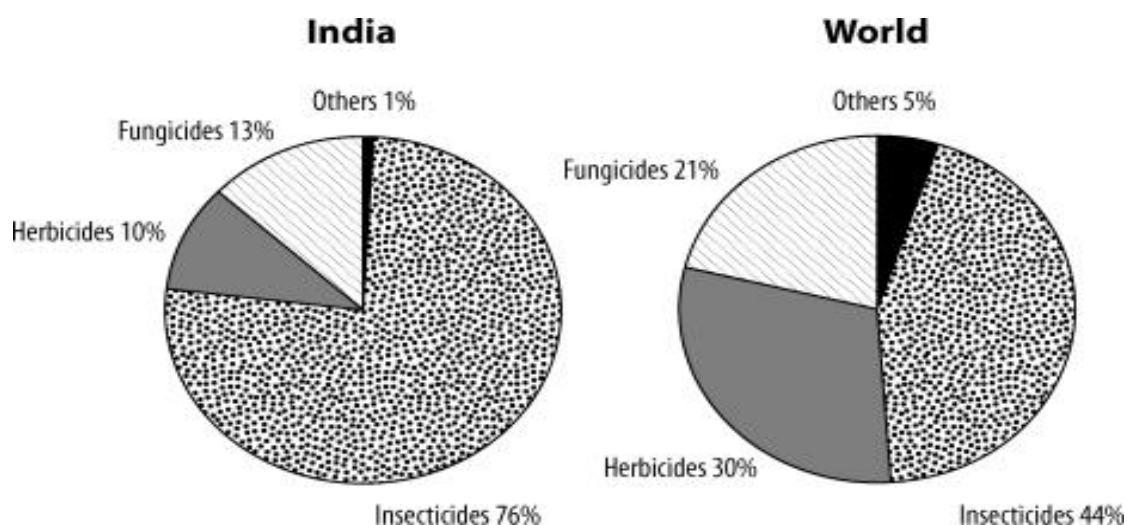 India
Others 1%
Fungicides 13%
Herbicides 10%
Insecticides 76%
World
Others 5%
Fungicides 21%
Herbicides 30%
Insecticides 44%